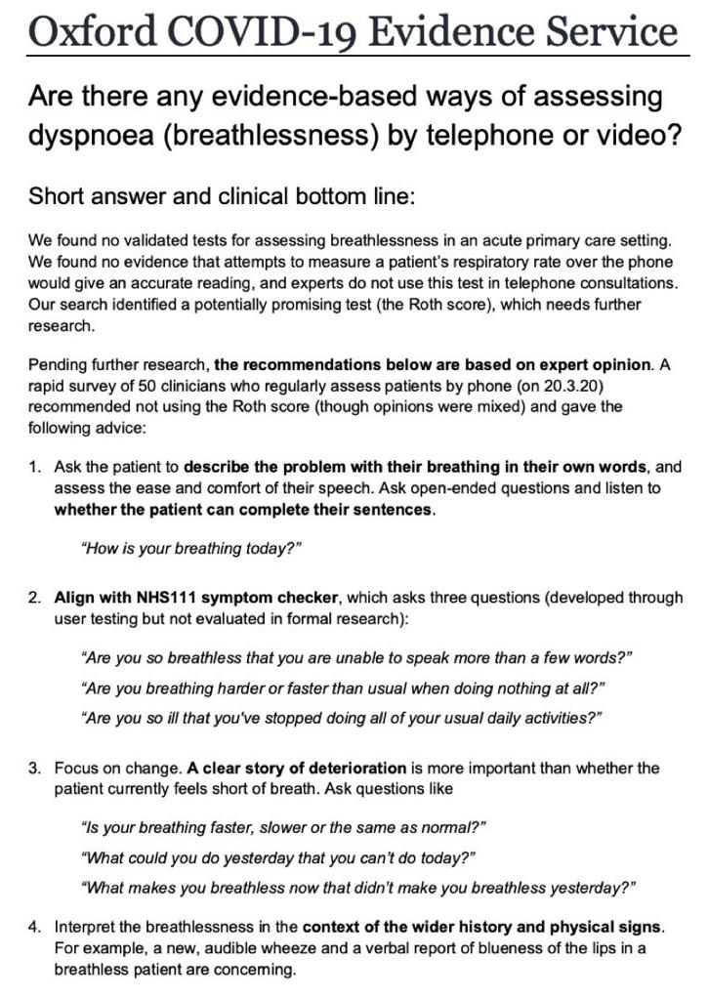 Oxford COVID-19 Evidence Service
Are there any evidence-based ways of assessing
dyspnoea (breathlessness) by telephone or video?
Short answer and clinical bottom line:
We found no validated tests for assessing breathlessness in an acute primary care setting.
We found no evidence that attempts to measure a patient's respiratory rate over the phone
would give an accurate reading, and experts do not use this test in telephone consultations.
Our search identified a potentially promising test (the Roth score), which needs further
research.
Pending further research, the recommendations below are based on expert opinion. A
rapid survey of 50 clinicians who regularly assess patients by phone (on 20.3.20)
recommended not using the Roth score (though opinions were mixed) and gave the
following advice:
1. Ask the patient to describe the problem with their breathing in their own words, and
assess the ease and comfort of their speech. Ask open-ended questions and listen to
whether the patient can complete their sentences.
“How is your breathing today?”
2. Align with NHS111 symptom checker, which asks three questions (developed through
user testing but not evaluated in formal research):
“Are you so breathless that you are unable to speak more than a few words?”
“Are you breathing harder or faster than usual when doing nothing at all?”
“Are you so ill that you've stopped doing all of your usual daily activities?”
3. Focus on change. A clear story of deterioration is more important than whether the
patient currently feels short of breath. Ask questions like
“Is your breathing faster, slower or the same as normal?”
“What could you do yesterday that you can’t do today?”
“What makes you breathless now that didn’t make you breathless yesterday?”
4. Interpret the breathlessness in the context of the wider history and physical signs.
For example, a new, audible wheeze and a verbal report of blueness of the lips in a
breathless patient are concerning.